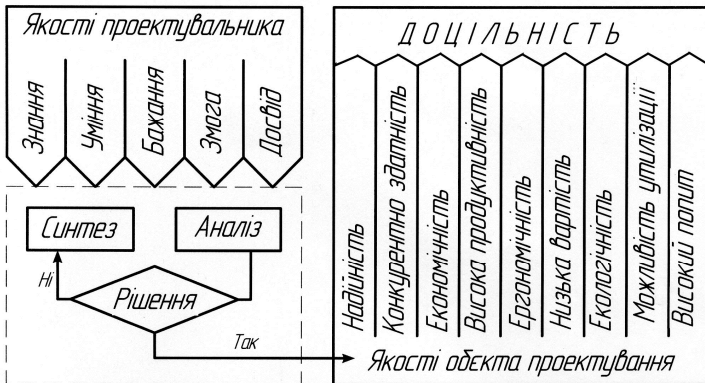 Якості проектувальника
Знання
Уміння
Бажання
Змога
Досвід
Синтез
Аналіз
Ні
Рішення
Так
ДОЦІЛЬНІСТЬ
Надійність
Конкурентно здатність
Економічність
Висока продуктивність
Ергономічність
Низька вартість
Екологічність
Можливість утилізації
Високий попит
Якості обєкта проектування